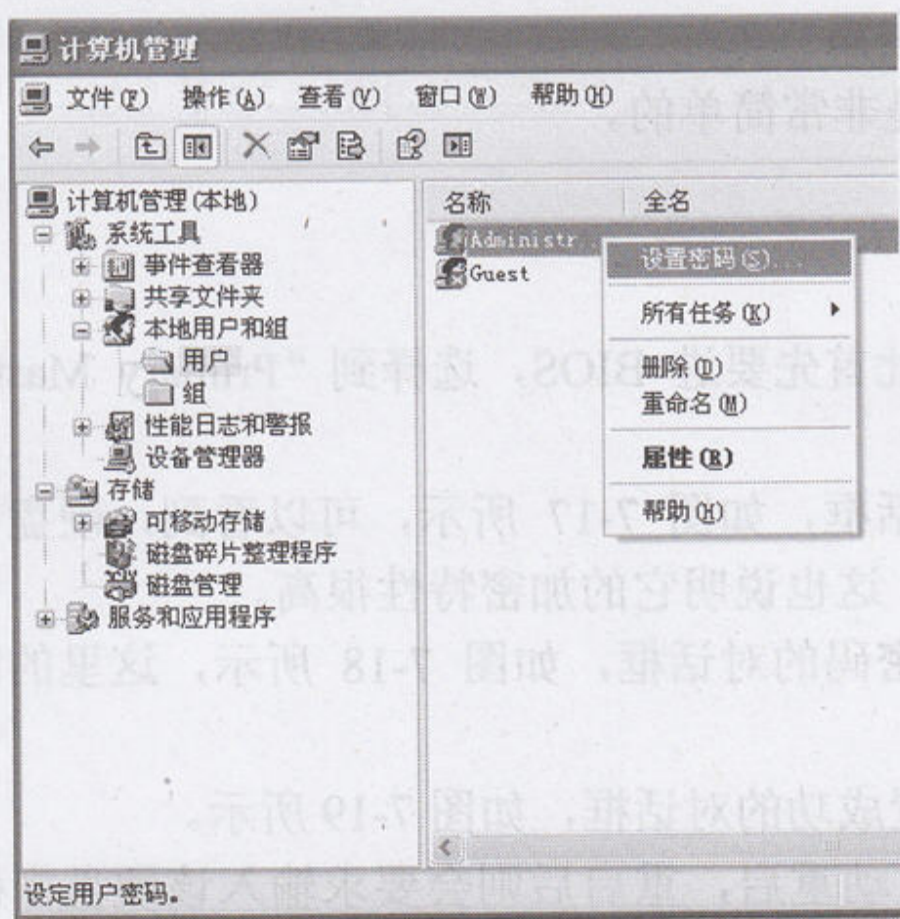 计算机管理
文件(F) 操作(A) 查看(V) 窗口(W) 帮助(H)
计算机管理(本地)
系统工具
事件查看器
共享文件夹
本地用户和组
用户
组
性能日志和警报
设备管理器
存储
可移动存储
磁盘碎片整理程序
磁盘管理
服务和应用程序
名称 全名
Administr...
Guest
设置密码(S)...
所有任务(K)
删除(D)
重命名(M)
属性(R)
帮助(H)
设定用户密码。